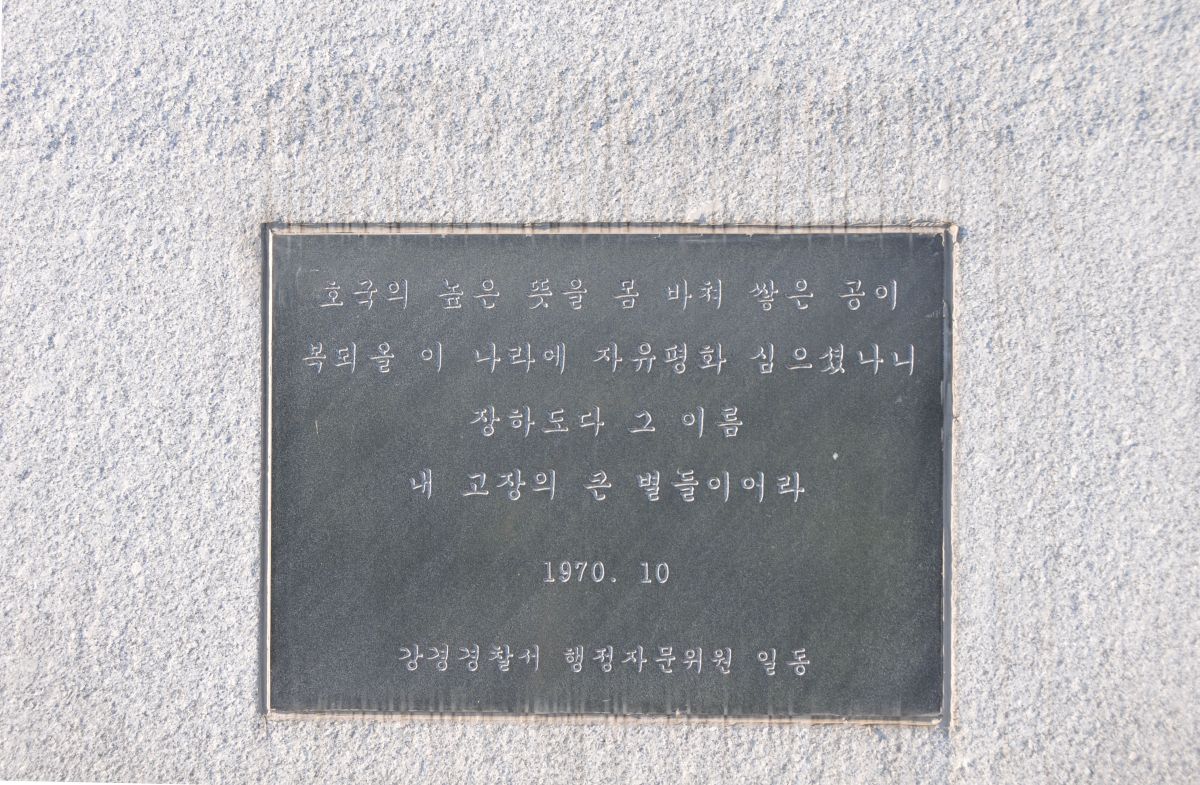 호국의 높은 뜻을 몸 바쳐 쌓은 공이
복되올 이 나라에 자유평화 심으셨나니
장하도다 그 이름
내 고장의 큰 별들이어라
1970. 10
강경경찰서 행정자문위원 일동